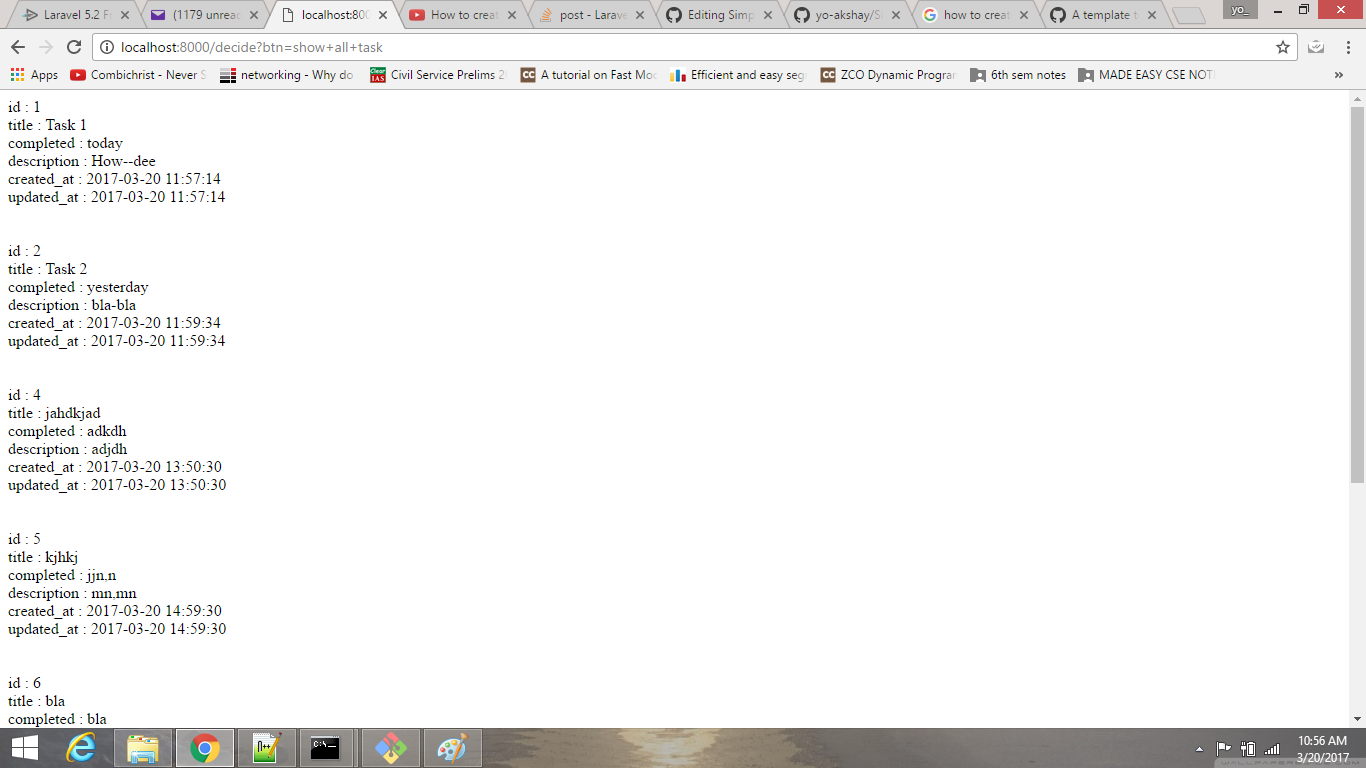 Laravel 5.2 F
(1179 unrea
localhost:800
How to crea
post - Larave
Editing Simp
yo-akshay/S
how to creat
A template t
yo_
localhost:8000/decide?btn=show+all+task
Apps
Combichrist - Never S
networking - Why do
Civil Service Prelims 2
A tutorial on Fast Moc
Efficient and easy seg
ZCO Dynamic Program
6th sem notes
MADE EASY CSE NOT
id : 1
title : Task 1
completed : today
description : How--dee
created_at : 2017-03-20 11:57:14
updated_at : 2017-03-20 11:57:14
id : 2
title : Task 2
completed : yesterday
description : bla-bla
created_at : 2017-03-20 11:59:34
updated_at : 2017-03-20 11:59:34
id : 4
title : jahdkjad
completed : adkdh
description : adjdh
created_at : 2017-03-20 13:50:30
updated_at : 2017-03-20 13:50:30
id : 5
title : kjhkj
completed : jjn,n
description : mn,mn
created_at : 2017-03-20 14:59:30
updated_at : 2017-03-20 14:59:30
id : 6
title : bla
completed : bla
10:56 AM
3/20/2017